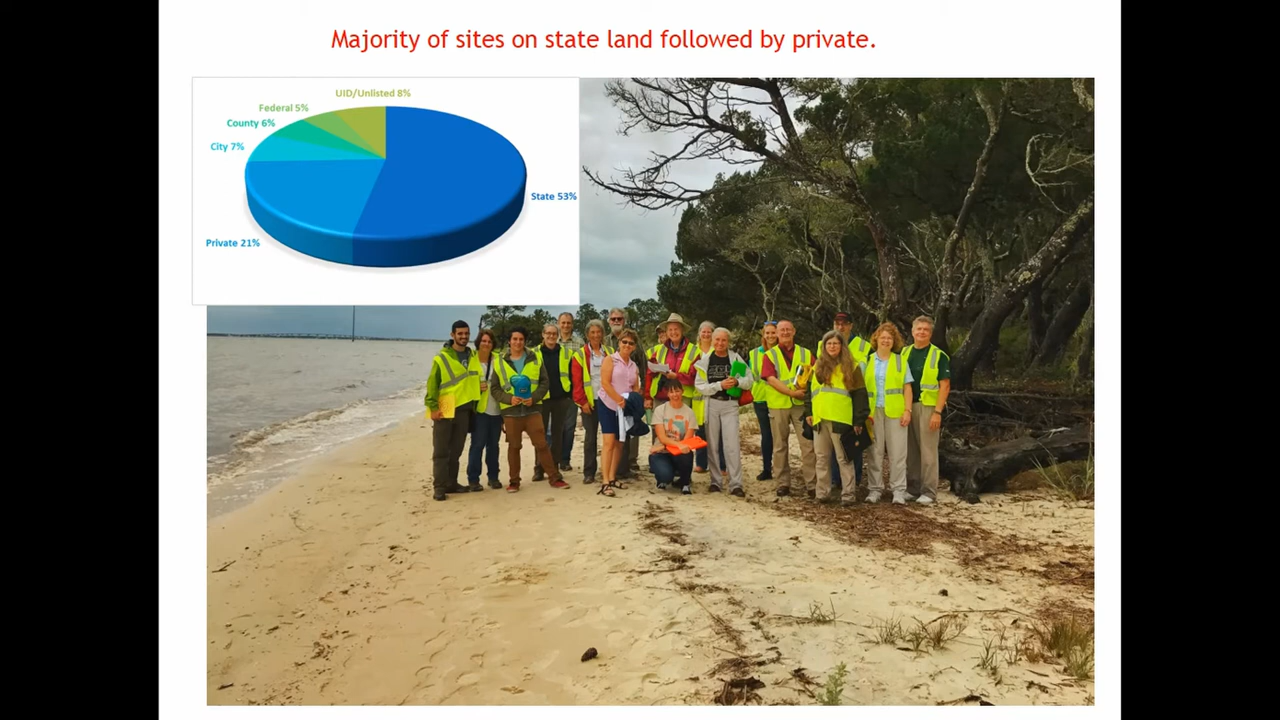 Majority of sites on state land followed by private.
UID/Unlisted 8%
Federal 5%
County 6%
City 7%
State 53%
Private 21%